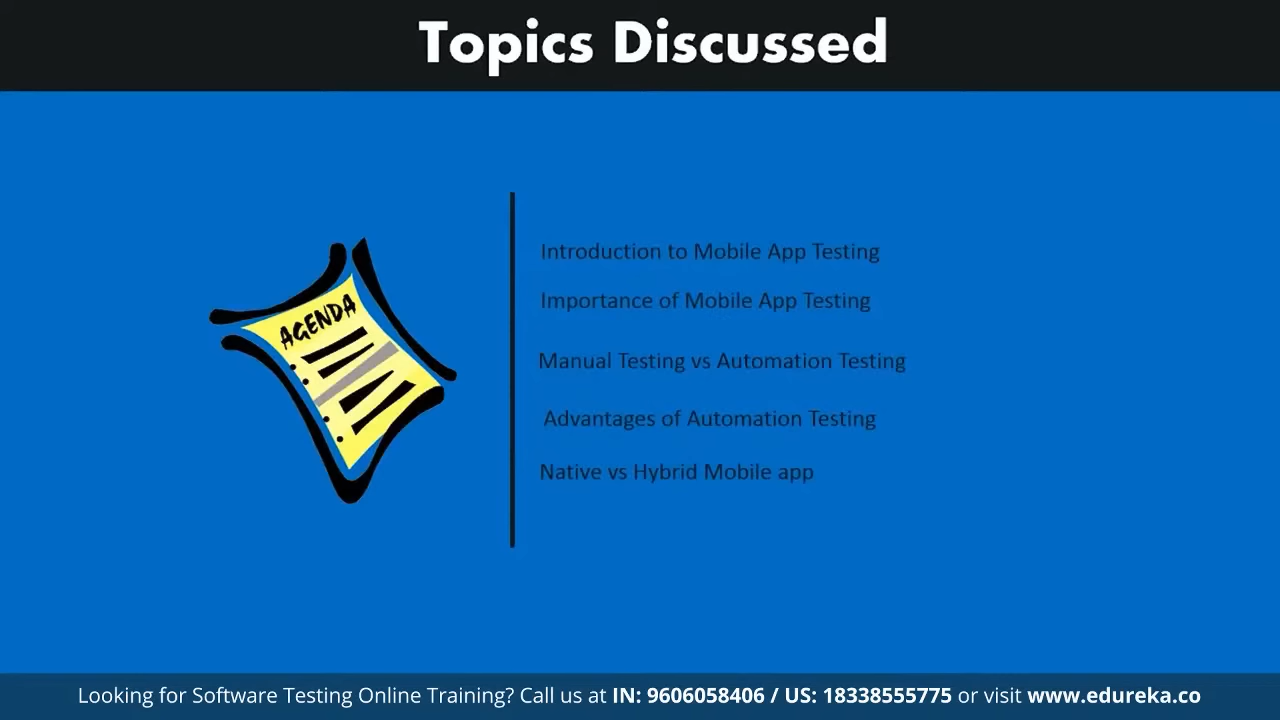 Topics Discussed
AGENDA
Introduction to Mobile App Testing
Importance of Mobile App Testing
Manual Testing vs Automation Testing
Advantages of Automation Testing
Native vs Hybrid Mobile app
Looking for Software Testing Online Training? Call us at IN: 9606058406 / US: 18338555775 or visit www.edureka.co